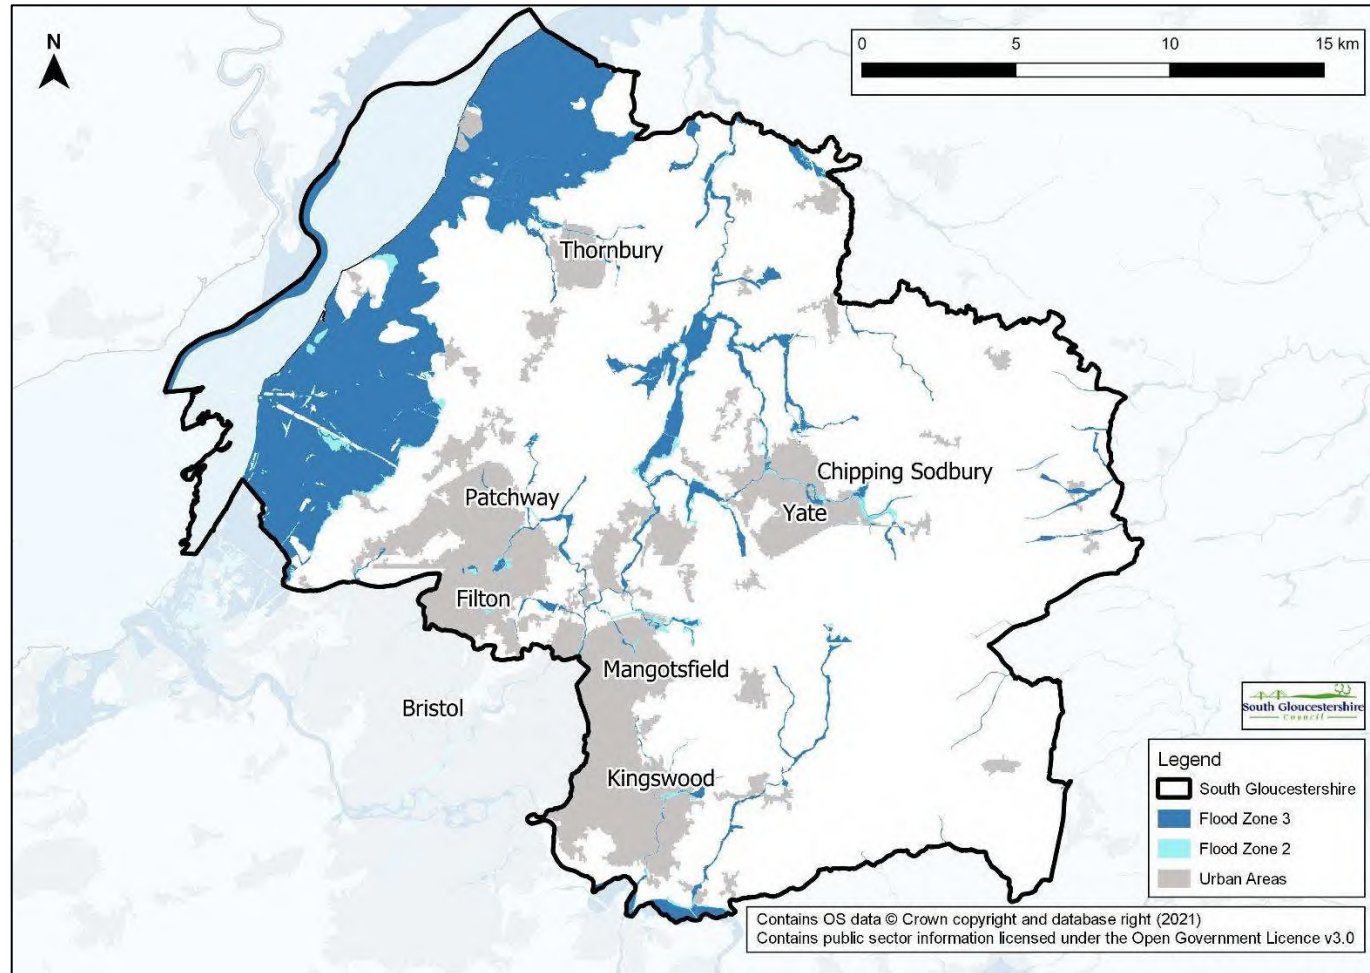 N
0 5 10 15 km
Thornbury
Chipping Sodbury
Patchway
Yate
Filton
Mangotsfield
Bristol
Kingswood
South Gloucestershire
Council
Legend
South Gloucestershire
Flood Zone 3
Flood Zone 2
Urban Areas
Contains OS data © Crown copyright and database right (2021)
Contains public sector information licensed under the Open Government Licence v3.0